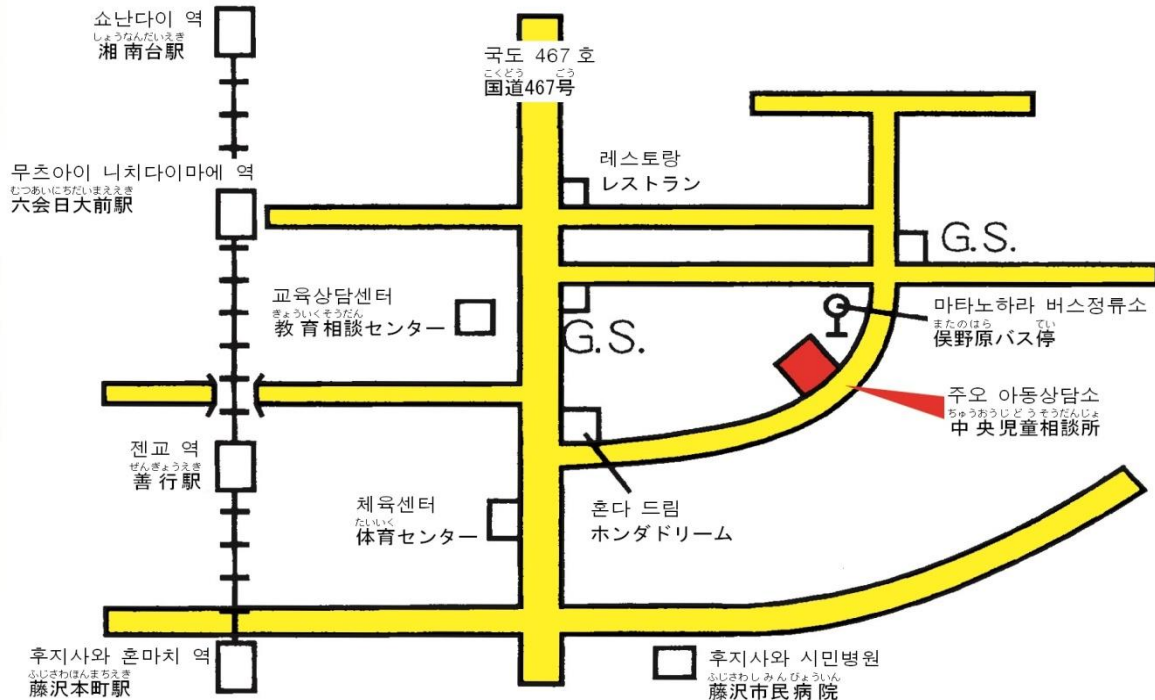 쇼난다이 역
しょうなんだいえき
湘南台駅
국도 467 호
こくどう ごう
国道467号
무츠아이 니치다이마에 역
むつあいにちだいまええき
六会日大前駅
레스토랑
レストラン
G.S.
교육상담센터
きょういくそうだん
教育相談センター
G.S.
마타노하라 버스정류소
またのはら てい
俣野原バス停
주오 아동상담소
ちゅうおうじどうそうだんじょ
中央児童相談所
젠교 역
ぜんぎょうえき
善行駅
체육센터
たいいく
体育センター
혼다 드림
ホンダドリーム
후지사와 혼마치 역
ふじさわほんまちえき
藤沢本町駅
후지사와 시민병원
ふじさわしみんびょういん
藤沢市民病院